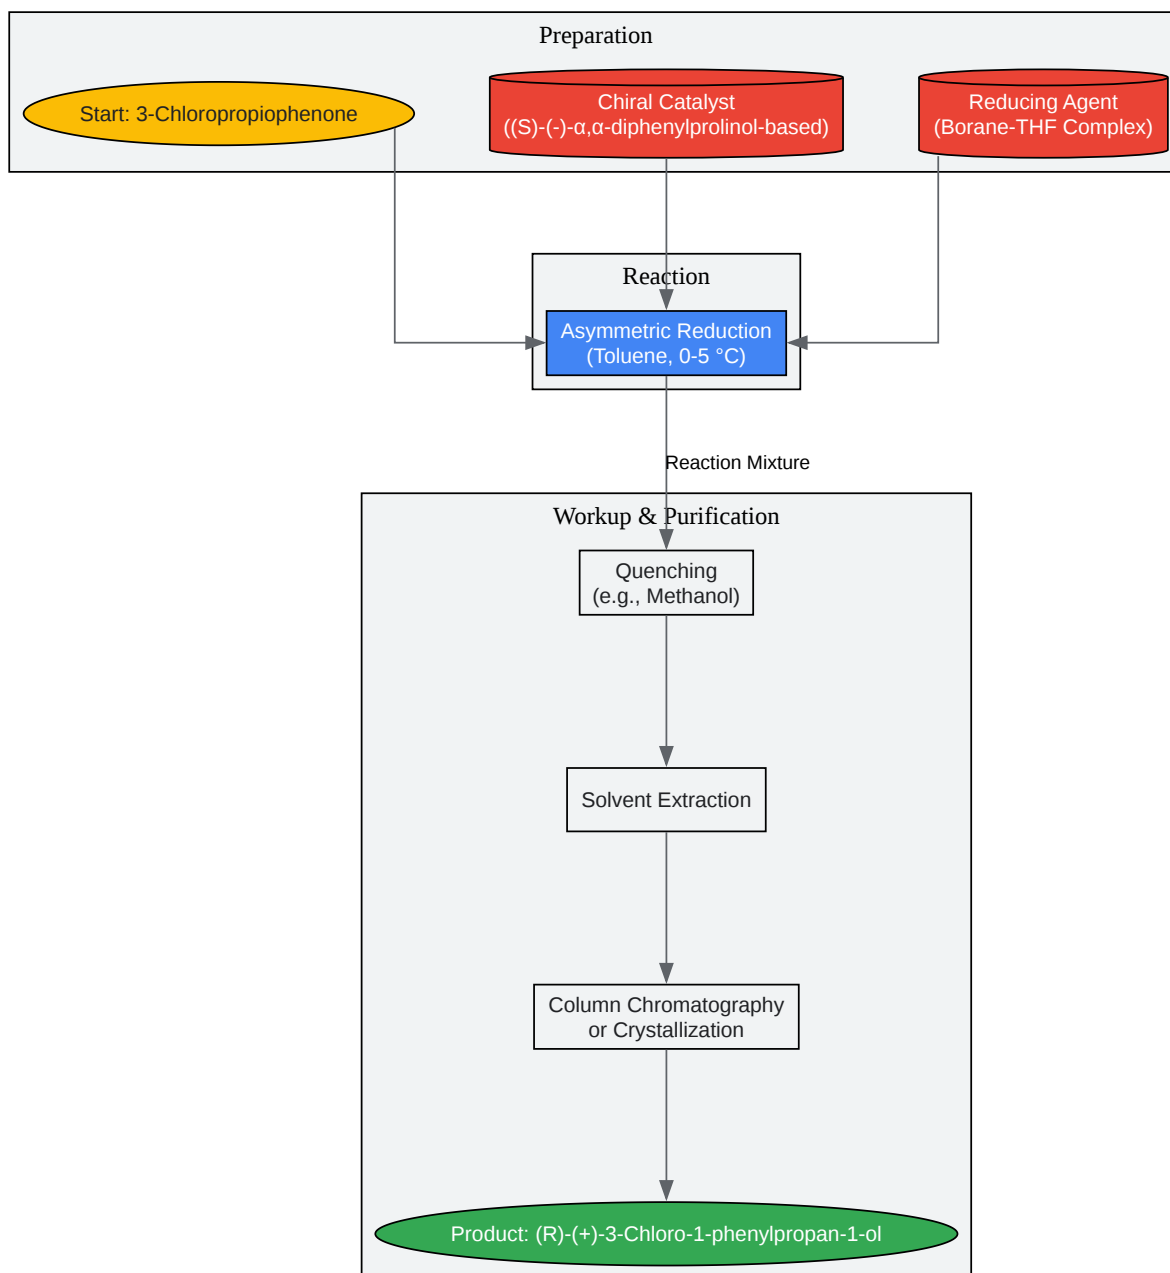 Preparation
Start: 3-Chloropropiophenone
Chiral Catalyst
((S)-(-)-α,α-diphenylprolinol-based)
Reducing Agent
(Borane-THF Complex)
Reaction
Asymmetric Reduction
(Toluene, 0-5 °C)
Reaction Mixture
Workup & Purification
Quenching
(e.g., Methanol)
Solvent Extraction
Column Chromatography
or Crystallization
Product: (R)-(+)-3-Chloro-1-phenylpropan-1-ol